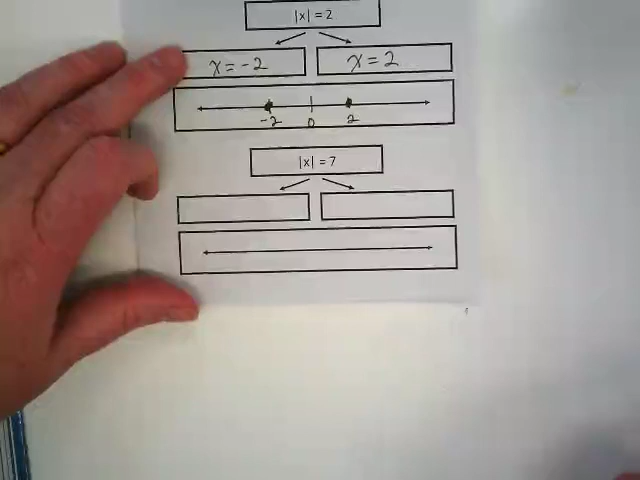 |x| = 2
x = -2 x = 2
-2 0 2
|x| = 7